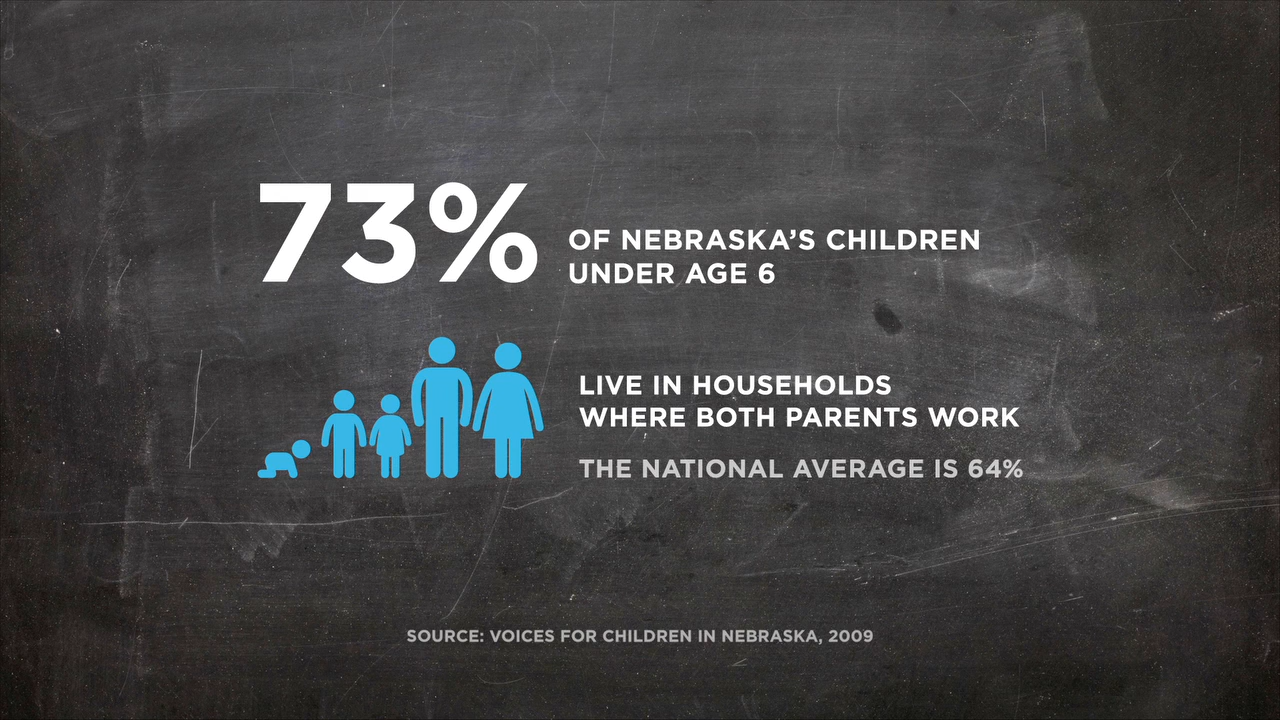 73% OF NEBRASKA'S CHILDREN
UNDER AGE 6
LIVE IN HOUSEHOLDS
WHERE BOTH PARENTS WORK
THE NATIONAL AVERAGE IS 64%
SOURCE: VOICES FOR CHILDREN IN NEBRASKA, 2009